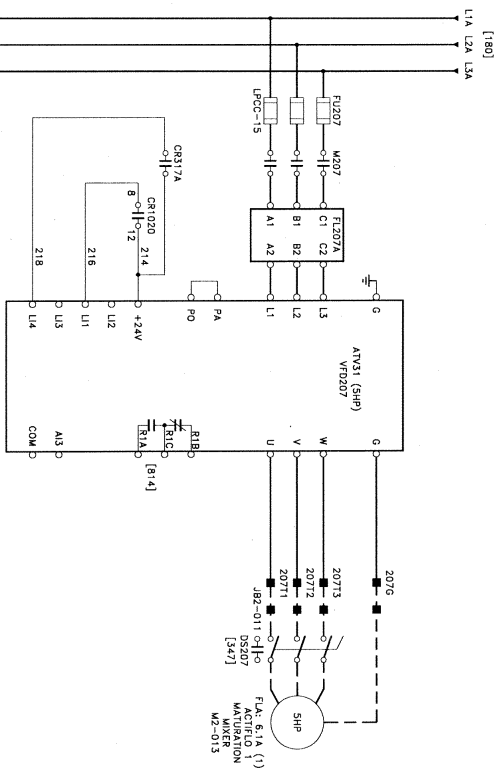 L1A
L2A
L3A
[180]
LPCC-15
FU207
M207
FL207A
A1
B1
C1
A2
B2
C2
CR317A
CR1020
8
12
218
216
214
LI4
LI3
LI1
LI2
+24V
PO
PA
L1
L2
L3
G
ATV31 (5HP)
VFD207
COM
AI3
R1A
R1C
R1B
U
V
W
G
[814]
207T1
207T2
207T3
207G
JB2-011
DS207
[347]
5HP
FLA: 6.1A (1)
ACTIFLO 1
MATURATION
MIXER
M2-013